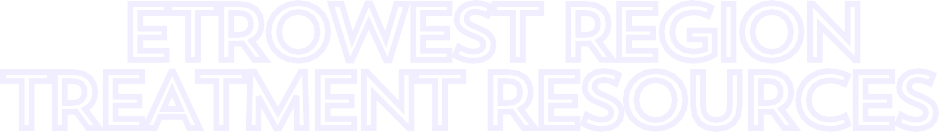 ETROWEST REGION
TREATMENT RESOURCES